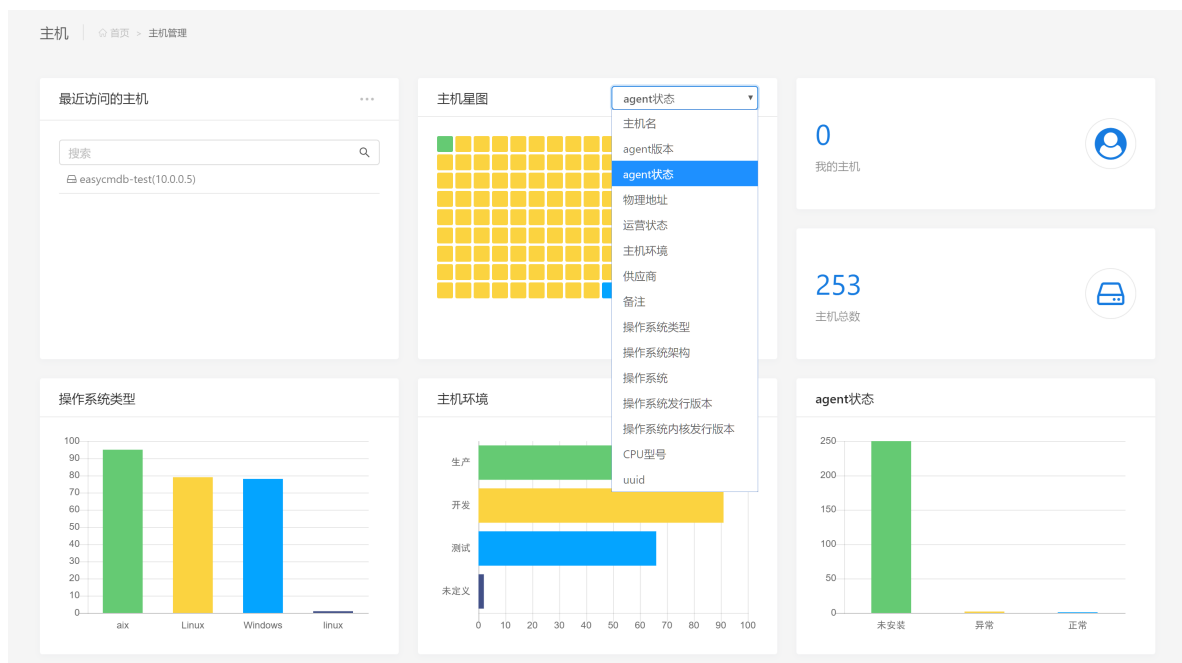 主机
首页 > 主机管理
最近访问的主机
搜索
easycmdb-test(10.0.0.5)
主机星图
agent状态
主机名
agent版本
agent状态
物理地址
运营状态
主机环境
供应商
备注
操作系统类型
操作系统架构
操作系统
操作系统发行版本
操作系统内核发行版本
CPU型号
uuid
0
我的主机
253
主机总数
操作系统类型
100
90
80
70
60
50
40
30
20
10
0
aix Linux Windows linux
主机环境
生产
开发
测试
未定义
0 10 20 30 40 50 60 70 80 90 100
agent状态
250
200
150
100
50
0
未安装 异常 正常